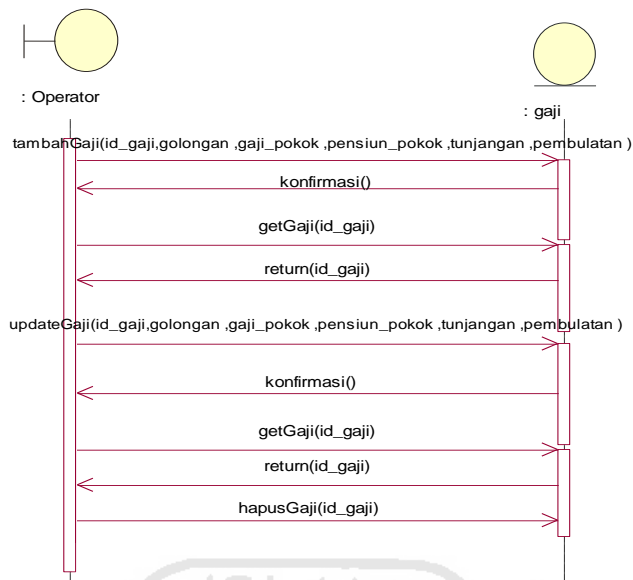 : Operator
: gaji
tambahGaji(id_gaji,golongan ,gaji_pokok ,pensiun_pokok ,tunjangan ,pembulatan )
konfirmasi()
getGaji(id_gaji)
return(id_gaji)
updateGaji(id_gaji,golongan ,gaji_pokok ,pensiun_pokok ,tunjangan ,pembulatan )
konfirmasi()
getGaji(id_gaji)
return(id_gaji)
hapusGaji(id_gaji)